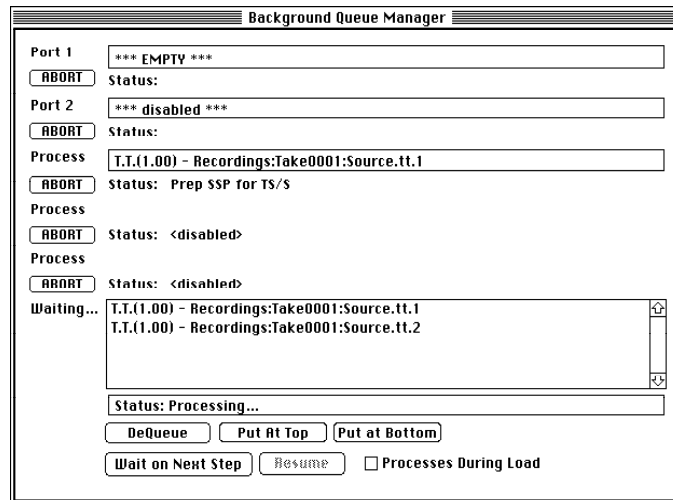 Background Queue Manager
Port 1 *** EMPTY ***
ABORT Status:
Port 2 *** disabled ***
ABORT Status:
Process T.T.(1.00) - Recordings:Take0001:Source.tt.1
ABORT Status: Prep SSP for TS/S
Process
ABORT Status: <disabled>
Process
ABORT Status: <disabled>
Waiting... T.T.(1.00) - Recordings:Take0001:Source.tt.1
T.T.(1.00) - Recordings:Take0001:Source.tt.2
Status: Processing...
DeQueue Put At Top Put at Bottom
Wait on Next Step Resume Processes During Load